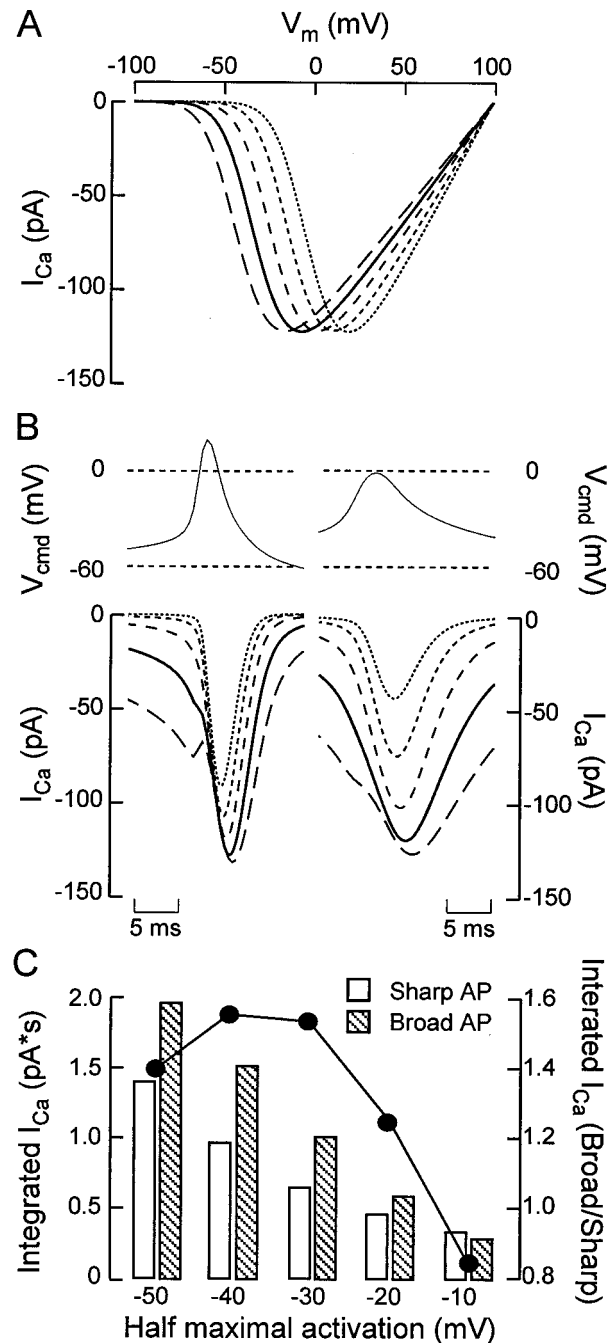 A
V_m (mV)
-100 -50 0 50 100
0
-50
-100
-150
I_Ca (pA)
B
0
-60
V_cmd (mV)
0
-60
V_cmd (mV)
0
-50
-100
-150
I_Ca (pA)
0
-50
-100
-150
I_Ca (pA)
5 ms
5 ms
C
Sharp AP
Broad AP
2.0
1.5
1.0
0.5
0
Integrated I_Ca (pA*s)
1.6
1.4
1.2
1.0
0.8
Interated I_Ca (Broad/Sharp)
-50 -40 -30 -20 -10
Half maximal activation (mV)